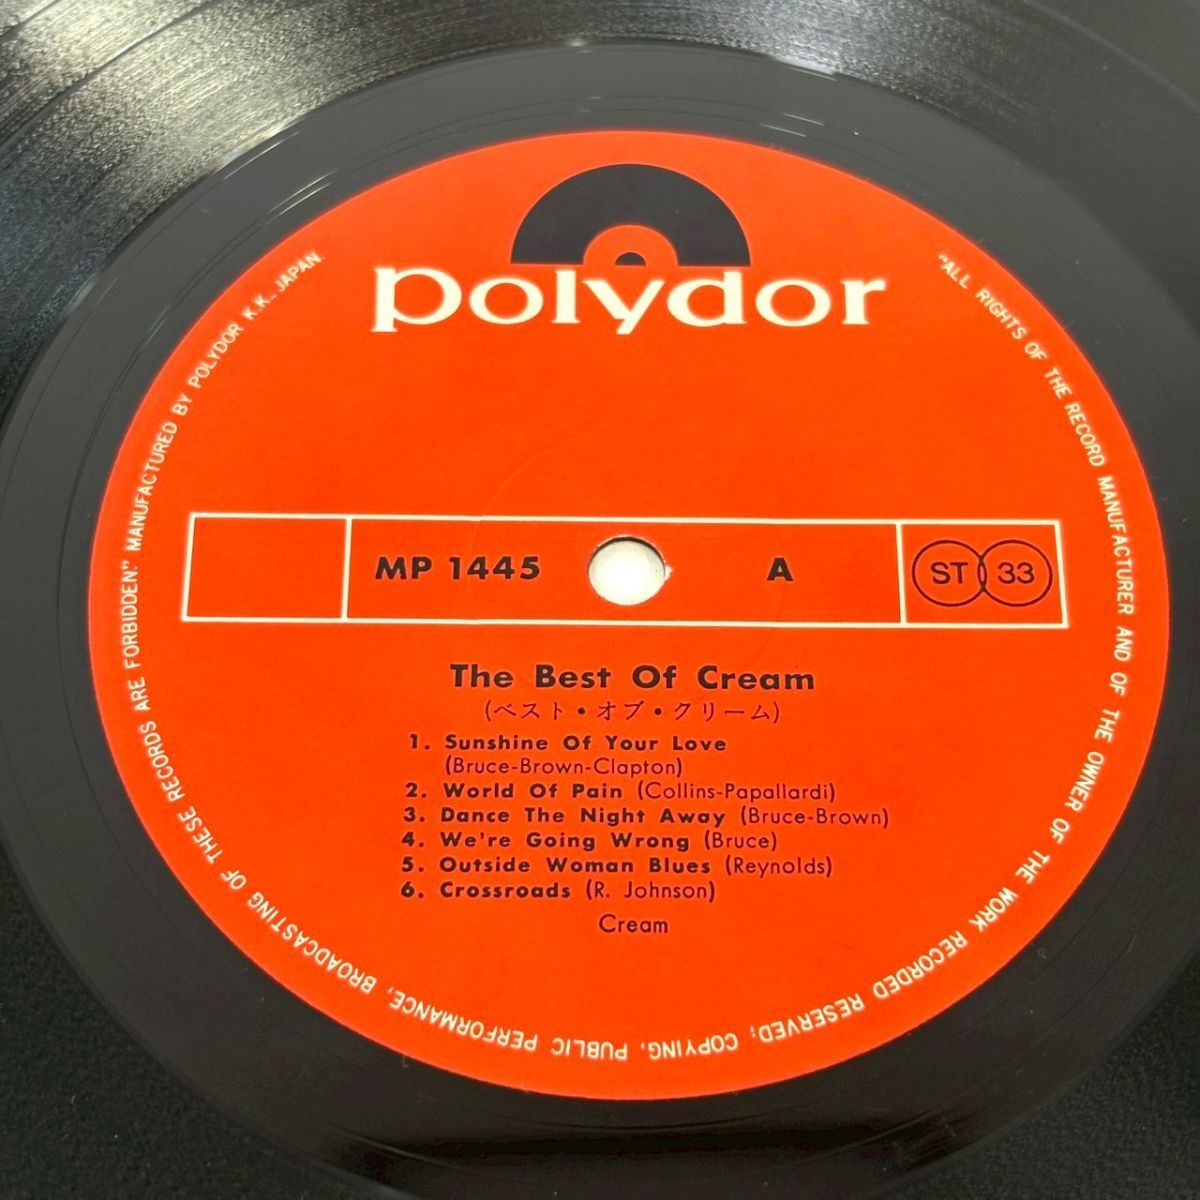 polydor
MP 1445
A
ST 33
The Best Of Cream
(ベスト・オブ・クリーム)
1. Sunshine Of Your Love
(Bruce-Brown-Clapton)
2. World Of Pain (Collins-Papallardi)
3. Dance The Night Away (Bruce-Brown)
4. We're Going Wrong (Bruce)
5. Outside Woman Blues (Reynolds)
6. Crossroads (R. Johnson)
Cream
"ALL RIGHTS OF THE RECORD MANUFACTURER AND OF THE OWNER OF THE WORK RECORDED RESERVED; COPYING, PUBLIC PERFORMANCE, BROADCASTING OF THESE RECORDS ARE FORBIDDEN." MANUFACTURED BY POLYDOR K.K. JAPAN.